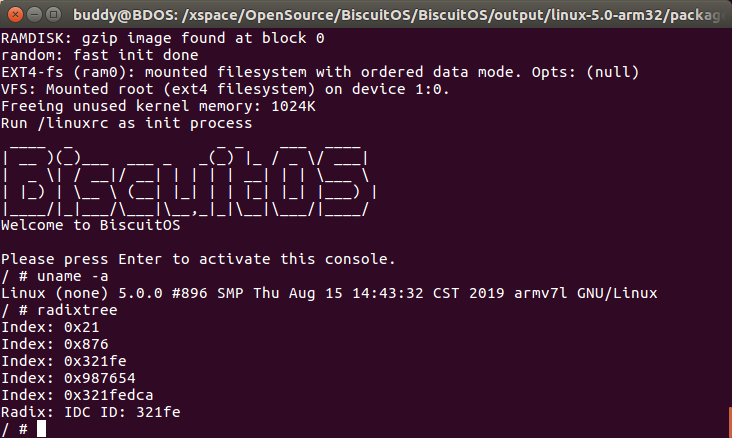 buddy@BDOS: /xspace/OpenSource/BiscuitOS/BiscuitOS/output/linux-5.0-arm32/package
RAMDISK: gzip image found at block 0
random: fast init done
EXT4-fs (ram0): mounted filesystem with ordered data mode. Opts: (null)
VFS: Mounted root (ext4 filesystem) on device 1:0.
Freeing unused kernel memory: 1024K
Run /linuxrc as init process
BiscuitOS
Welcome to BiscuitOS
Please press Enter to activate this console.
/ # uname -a
Linux (none) 5.0.0 #896 SMP Thu Aug 15 14:43:32 CST 2019 armv7l GNU/Linux
/ # radixtree
Index: 0x21
Index: 0x876
Index: 0x321fe
Index: 0x987654
Index: 0x321fedca
Radix: IDC ID: 321fe
/ #